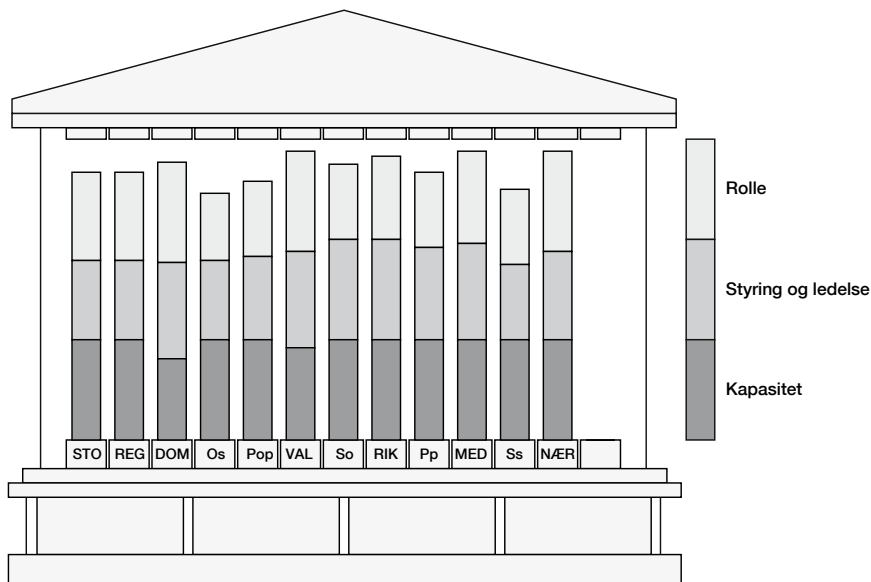 Rolle
Styring og ledelse
Kapasitet
STO REG DOM Os Pop VAL So RIK Pp MED Ss NÆR